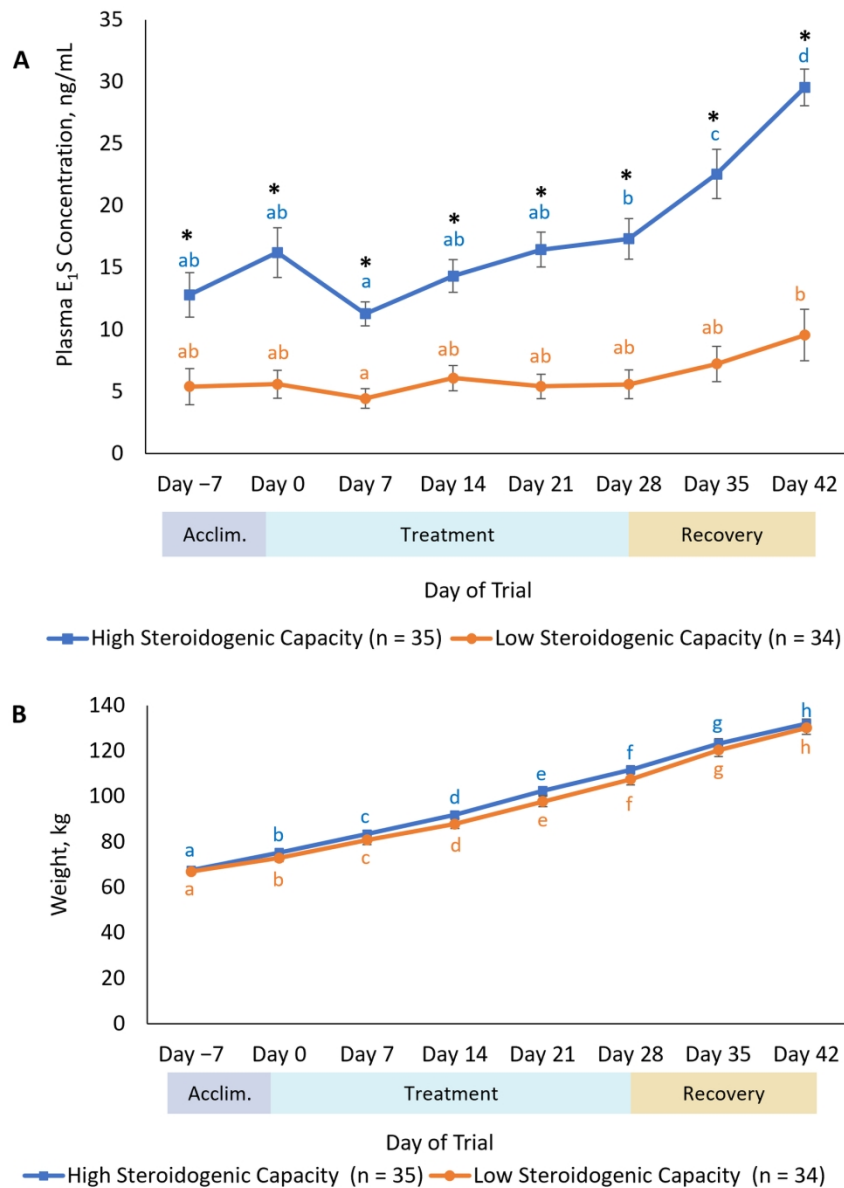 A
Plasma E₁S Concentration, ng/mL
35
30
25
20
15
10
5
0
* * * * * * * *
ab ab a ab ab b c d
ab ab a ab ab ab ab b
Day −7 Day 0 Day 7 Day 14 Day 21 Day 28 Day 35 Day 42
Acclim. Treatment Recovery
Day of Trial
High Steroidogenic Capacity (n = 35) Low Steroidogenic Capacity (n = 34)
B
Weight, kg
140
120
100
80
60
40
20
0
a b c d e f g h
a b c d e f g h
Day −7 Day 0 Day 7 Day 14 Day 21 Day 28 Day 35 Day 42
Acclim. Treatment Recovery
Day of Trial
High Steroidogenic Capacity (n = 35) Low Steroidogenic Capacity (n = 34)